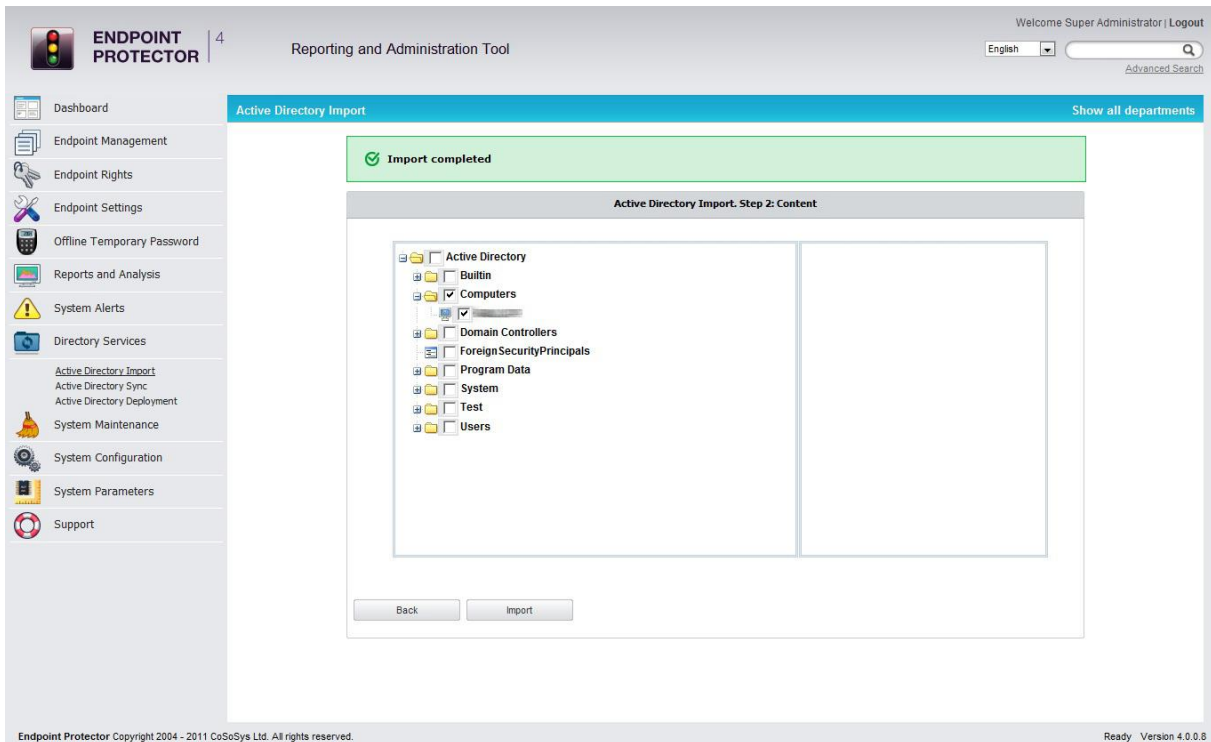 Welcome Super Administrator | Logout
ENDPOINT PROTECTOR | 4
Reporting and Administration Tool
English
Advanced Search
Dashboard
Endpoint Management
Endpoint Rights
Endpoint Settings
Offline Temporary Password
Reports and Analysis
System Alerts
Directory Services
Active Directory Import
Active Directory Sync
Active Directory Deployment
System Maintenance
System Configuration
System Parameters
Support
Active Directory Import
Show all departments
Import completed
Active Directory Import. Step 2: Content
Active Directory
Builtin
Computers
Domain Controllers
ForeignSecurityPrincipals
Program Data
System
Test
Users
Back
Import
Endpoint Protector Copyright 2004 - 2011 CoSoSys Ltd. All rights reserved.
Ready Version 4.0.0.8